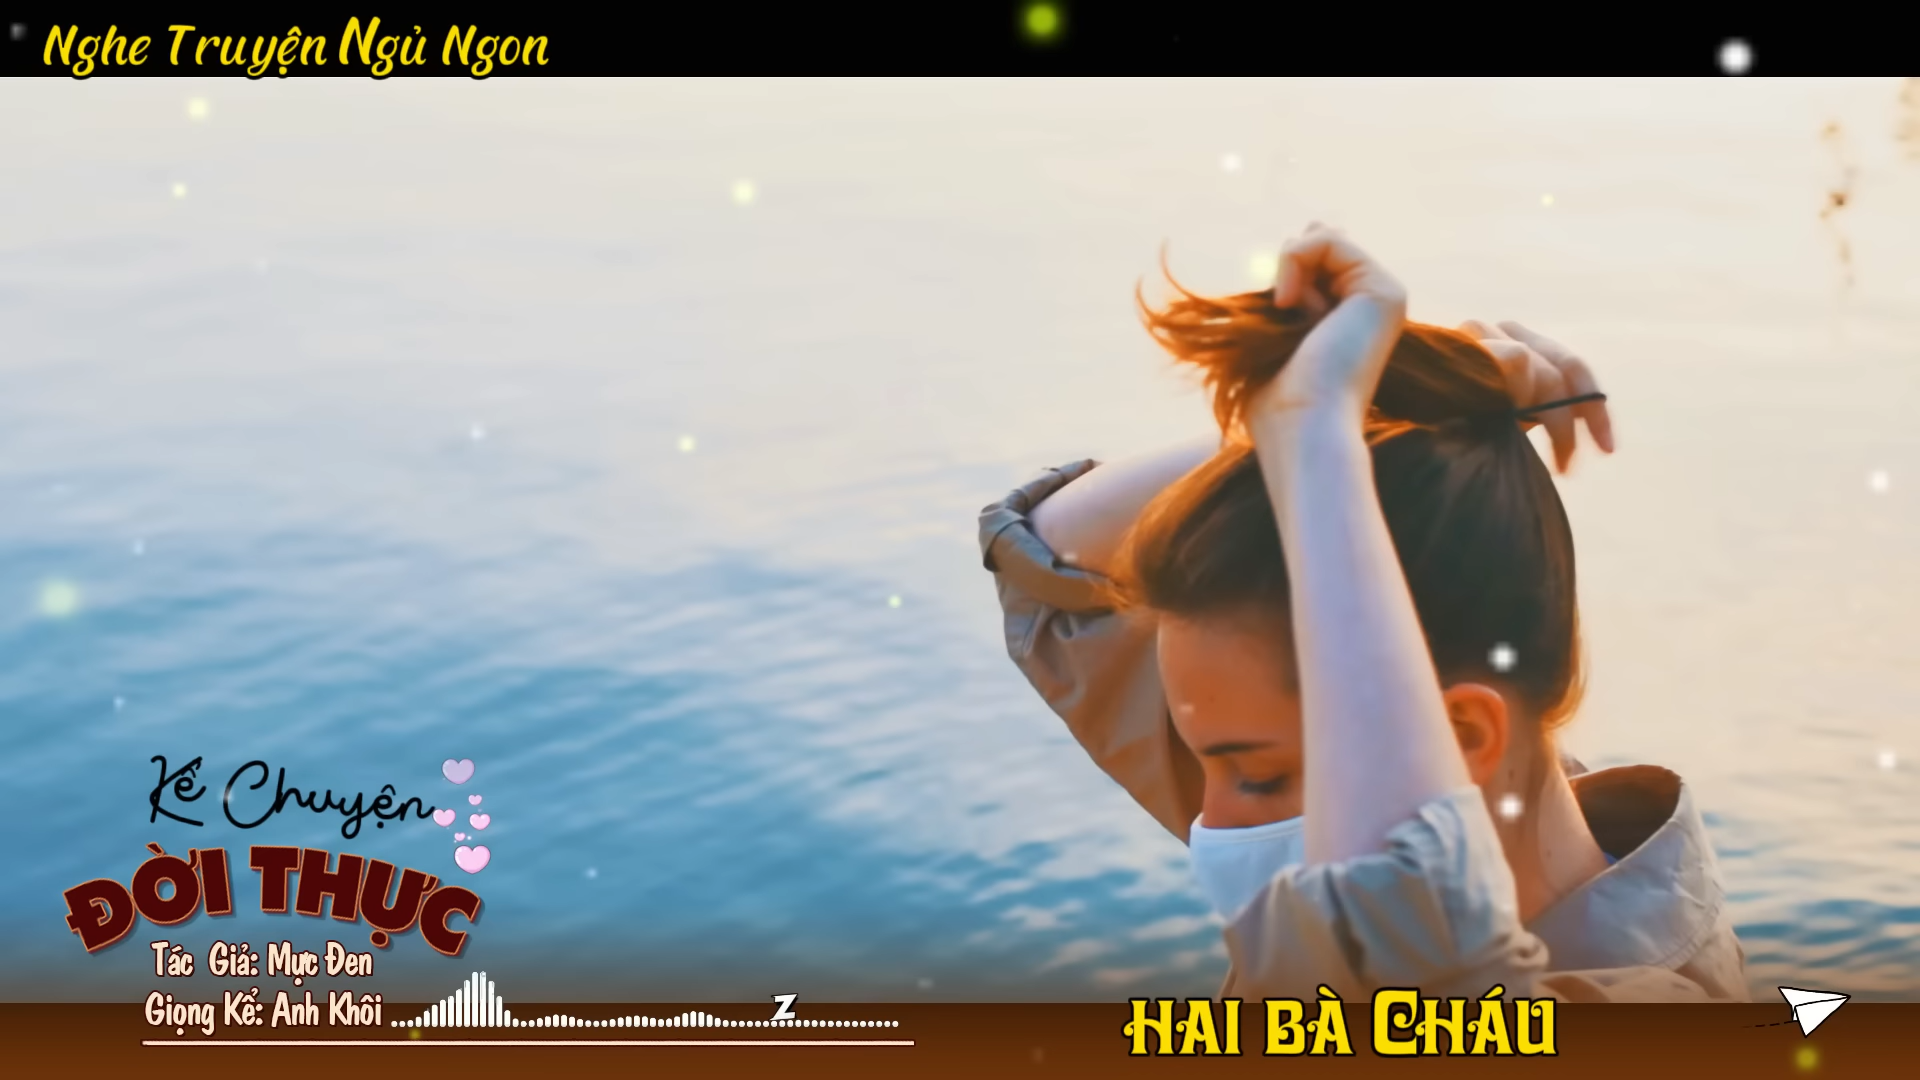 Nghe Truyện Ngủ Ngon
Kể Chuyện
ĐỜI THỰC
Tác Giả: Mực Đen
Giọng Kể: Anh Khôi
Z
HAI BÀ CHÁU